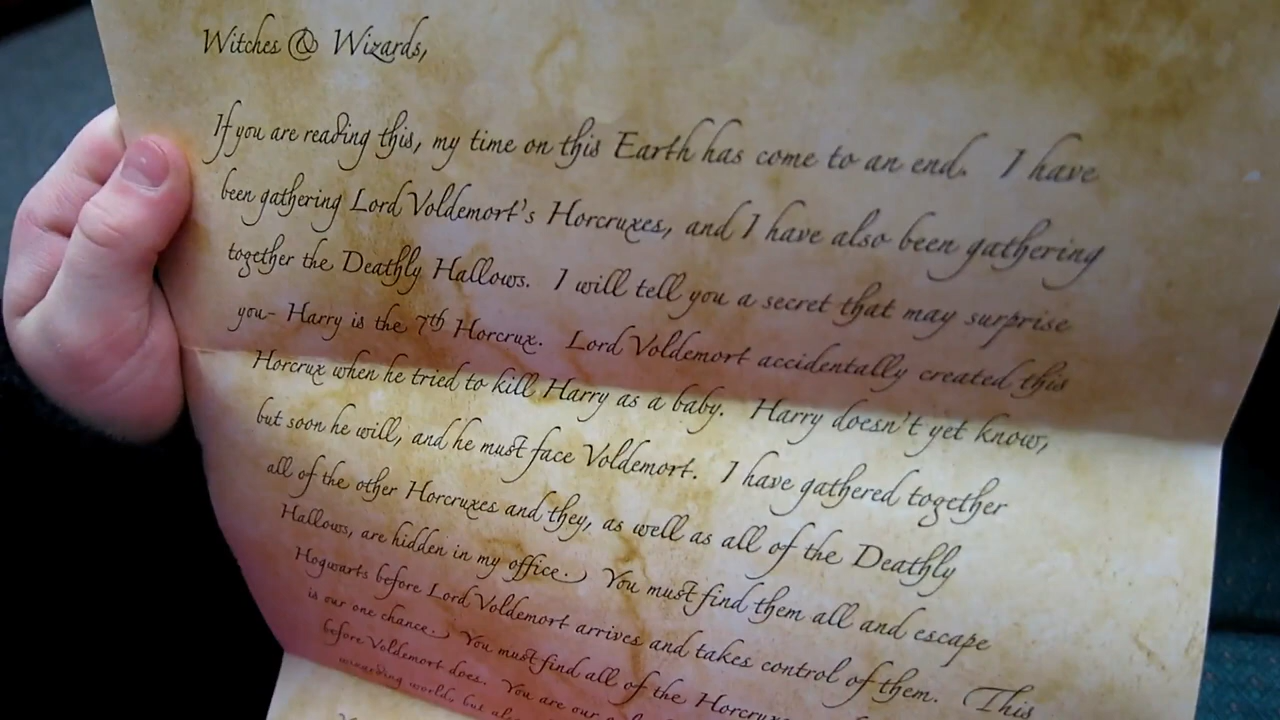 Witches & Wizards,
If you are reading this, my time on this Earth has come to an end. I have
been gathering Lord Voldemort's Horcruxes, and I have also been gathering
together the Deathly Hallows. I will tell you a secret that may surprise
you- Harry is the 7th Horcrux. Lord Voldemort accidentally created this
Horcrux when he tried to kill Harry as a baby. Harry doesn't yet know,
but soon he will, and he must face Voldemort. I have gathered together
all of the other Horcruxes and they, as well as all of the Deathly
Hallows, are hidden in my office. You must find them all and escape
Hogwarts before Lord Voldemort arrives and takes control of them. This
is our one chance. You must find all of the Horcruxes
before Voldemort does. You are our
wizarding world, but also